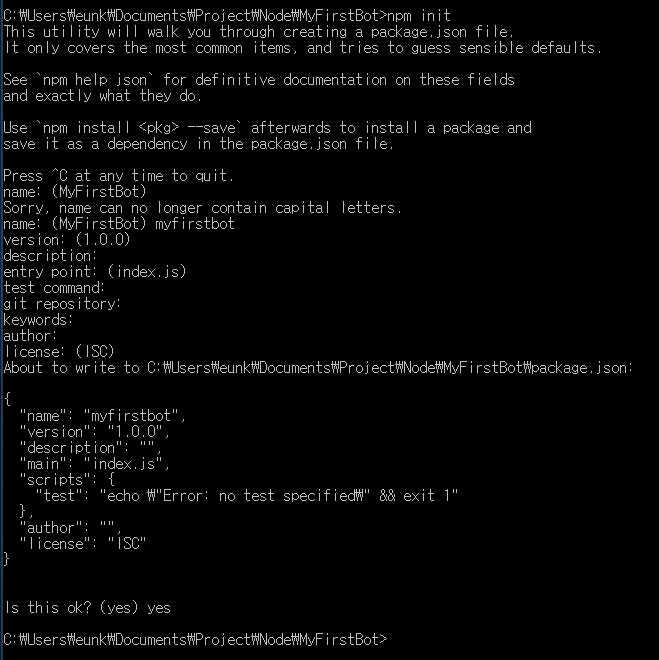 C:₩Users₩eunk₩Documents₩Project₩Node₩MyFirstBot>npm init
This utility will walk you through creating a package.json file.
It only covers the most common items, and tries to guess sensible defaults.
See `npm help json` for definitive documentation on these fields
and exactly what they do.
Use `npm install <pkg> --save` afterwards to install a package and
save it as a dependency in the package.json file.
Press ^C at any time to quit.
name: (MyFirstBot)
Sorry, name can no longer contain capital letters.
name: (MyFirstBot) myfirstbot
version: (1.0.0)
description:
entry point: (index.js)
test command:
git repository:
keywords:
author:
license: (ISC)
About to write to C:₩Users₩eunk₩Documents₩Project₩Node₩MyFirstBot₩package.json:
{
  "name": "myfirstbot",
  "version": "1.0.0",
  "description": "",
  "main": "index.js",
  "scripts": {
    "test": "echo ₩"Error: no test specified₩" && exit 1"
  },
  "author": "",
  "license": "ISC"
}
Is this ok? (yes) yes
C:₩Users₩eunk₩Documents₩Project₩Node₩MyFirstBot>